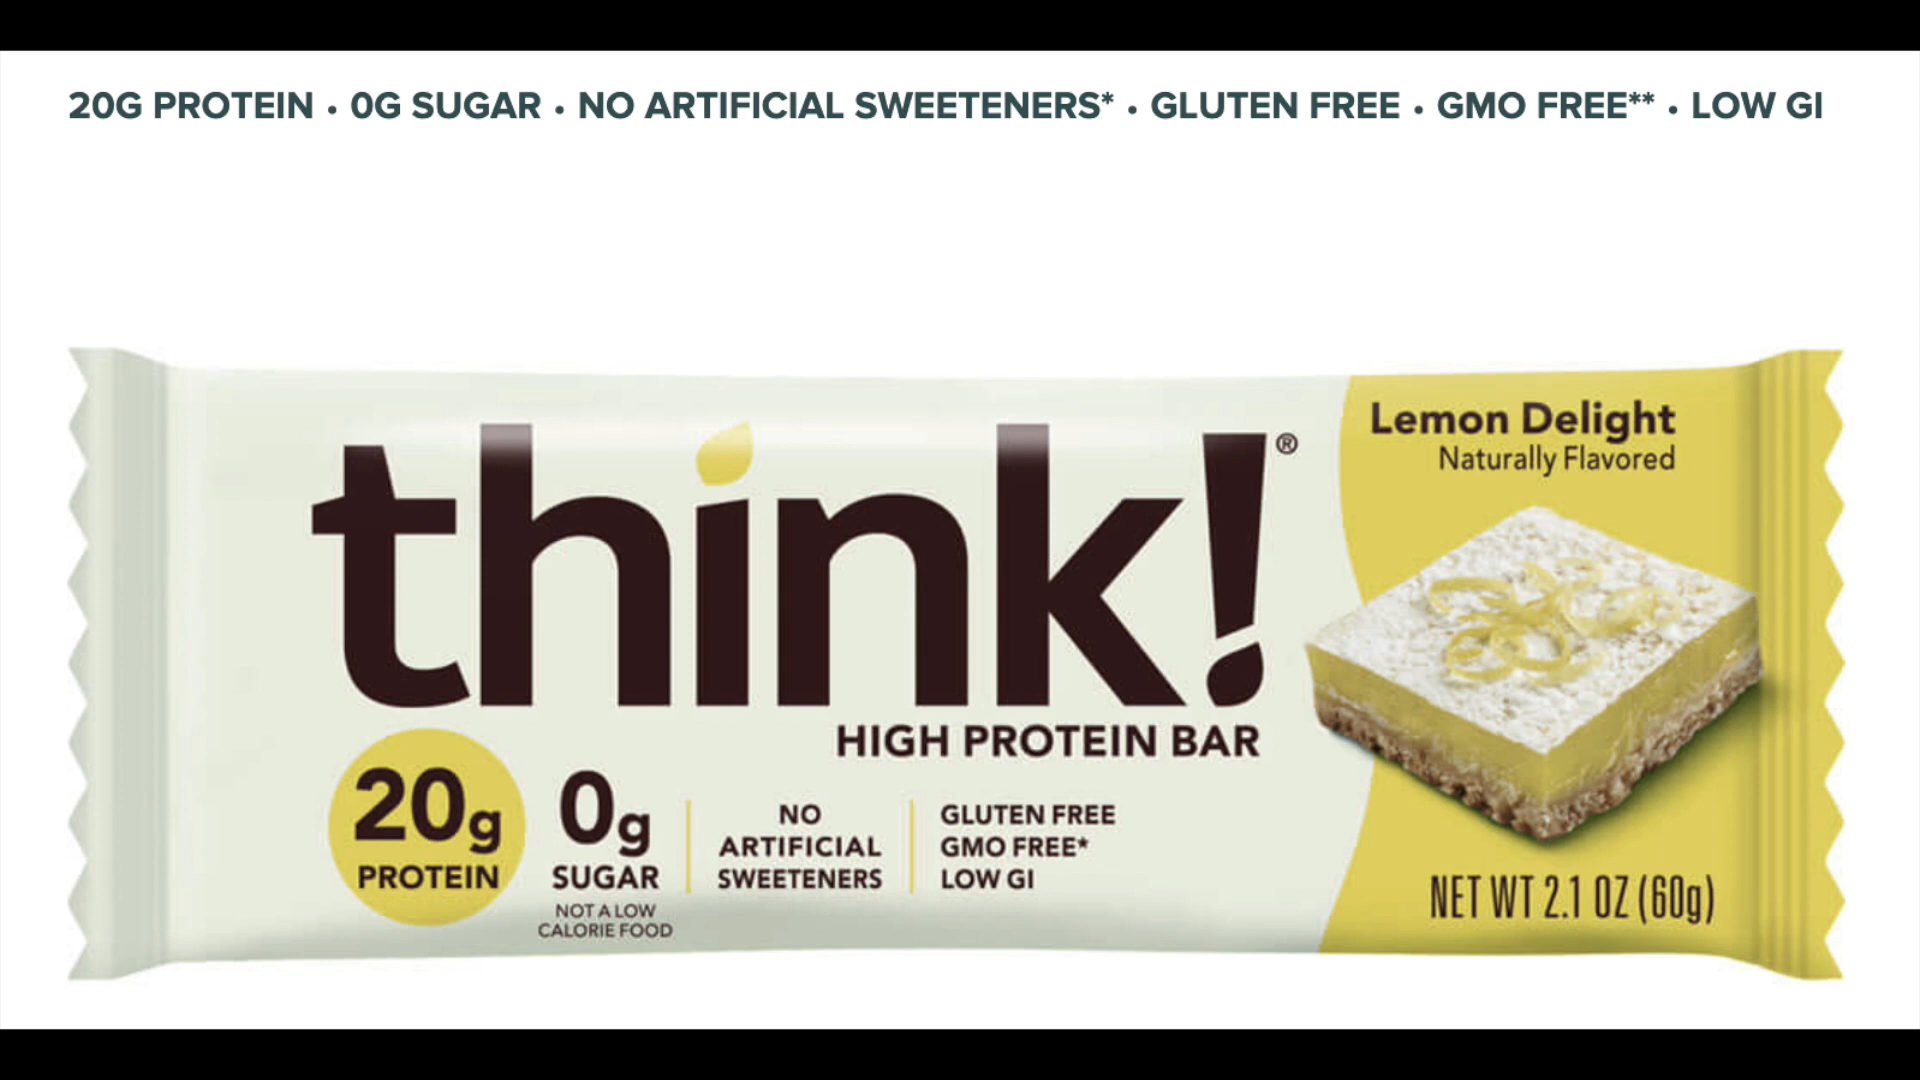 20G PROTEIN • 0G SUGAR • NO ARTIFICIAL SWEETENERS* • GLUTEN FREE • GMO FREE** • LOW GI
think!®
HIGH PROTEIN BAR
Lemon Delight
Naturally Flavored
20g
PROTEIN
0g
SUGAR
NOT A LOW
CALORIE FOOD
NO
ARTIFICIAL
SWEETENERS
GLUTEN FREE
GMO FREE*
LOW GI
NET WT 2.1 OZ (60g)